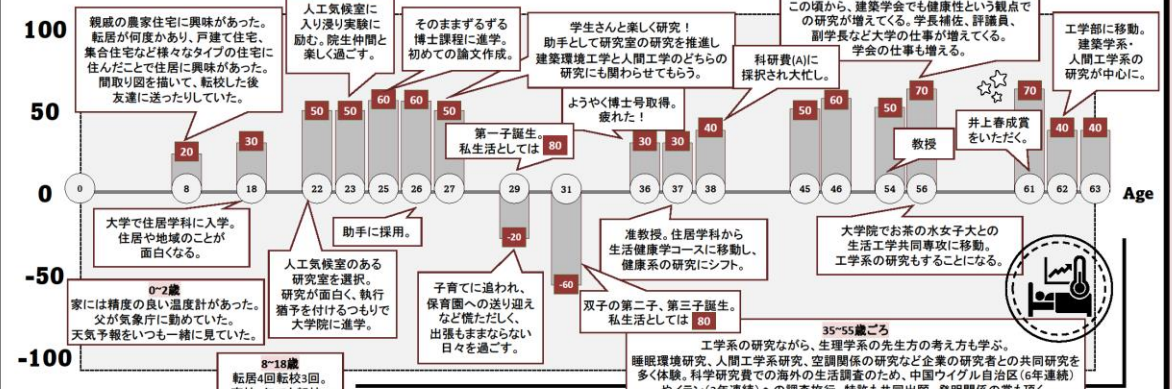 100
50
0
-50
-100
親戚の農家住宅に興味があった。
転居が何度かあり、戸建て住宅、
集合住宅など様々なタイプの住宅に
住んだことで住居に興味があった。
間取り図を描いて、転校した後
友達に送ったりしていた。
人工気候室に
入り浸り実験に
励む。院生仲間と
楽しく過ごす。
そのままずるずる
博士課程に進学。
初めての論文作成。
学生さんと楽しく研究！
助手として研究室の研究を推進し
建築環境工学と人間工学のどちらの
研究にも関わらせてもらう。
ようやく博士号取得。
疲れた！
科研費(A)に
採択され大忙し。
この頃から、建築学会でも健康性という観点で
の研究が増えてくる。学長補佐、評議員、
副学長など大学の仕事が増えてくる。
学会の仕事も増える。
工学部に移動。
建築学系・
人間工学系の
研究が中心に。
第一子誕生。
私生活としては 80
教授
井上春成賞
をいただく。
20
30
50
50
60
60
50
-20
-60
30
30
40
50
60
50
70
70
40
40
0
8
18
22
23
25
26
27
29
31
36
37
38
45
46
54
56
61
62
63
Age
大学で住居学科に入学。
住居や地域のことが
面白くなる。
人工気候室のある
研究室を選択。
研究が面白く、執行
猶予を付けるつもりで
大学院に進学。
助手に採用。
子育てに追われ、
保育園への送り迎え
など慌ただしく、
出張もままならない
日々を過ごす。
双子の第二子、第三子誕生。
私生活としては 80
准教授。住居学科から
生活健康学コースに移動し、
健康系の研究にシフト。
大学院でお茶の水女子大との
生活工学共同専攻に移動。
工学系の研究もすることになる。
0~2歳
家には精度の良い温度計があった。
父が気象庁に勤めていた。
天気予報をいつも一緒に見ていた。
8~18歳
転居4回転校3回。
35~55歳ごろ
工学系の研究ながら、生理学系の先生方の考え方も学ぶ。
睡眠環境研究、人間工学系研究、空調関係の研究など企業の研究者との共同研究を
多く体験。科学研究費での海外の生活調査のため、中国ウイグル自治区(6年連続)